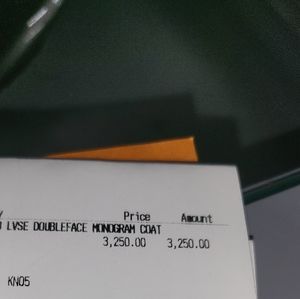 Price Amount
LVSE DOUBLEFACE MONOGRAM COAT
3,250.00 3,250.00
KN05